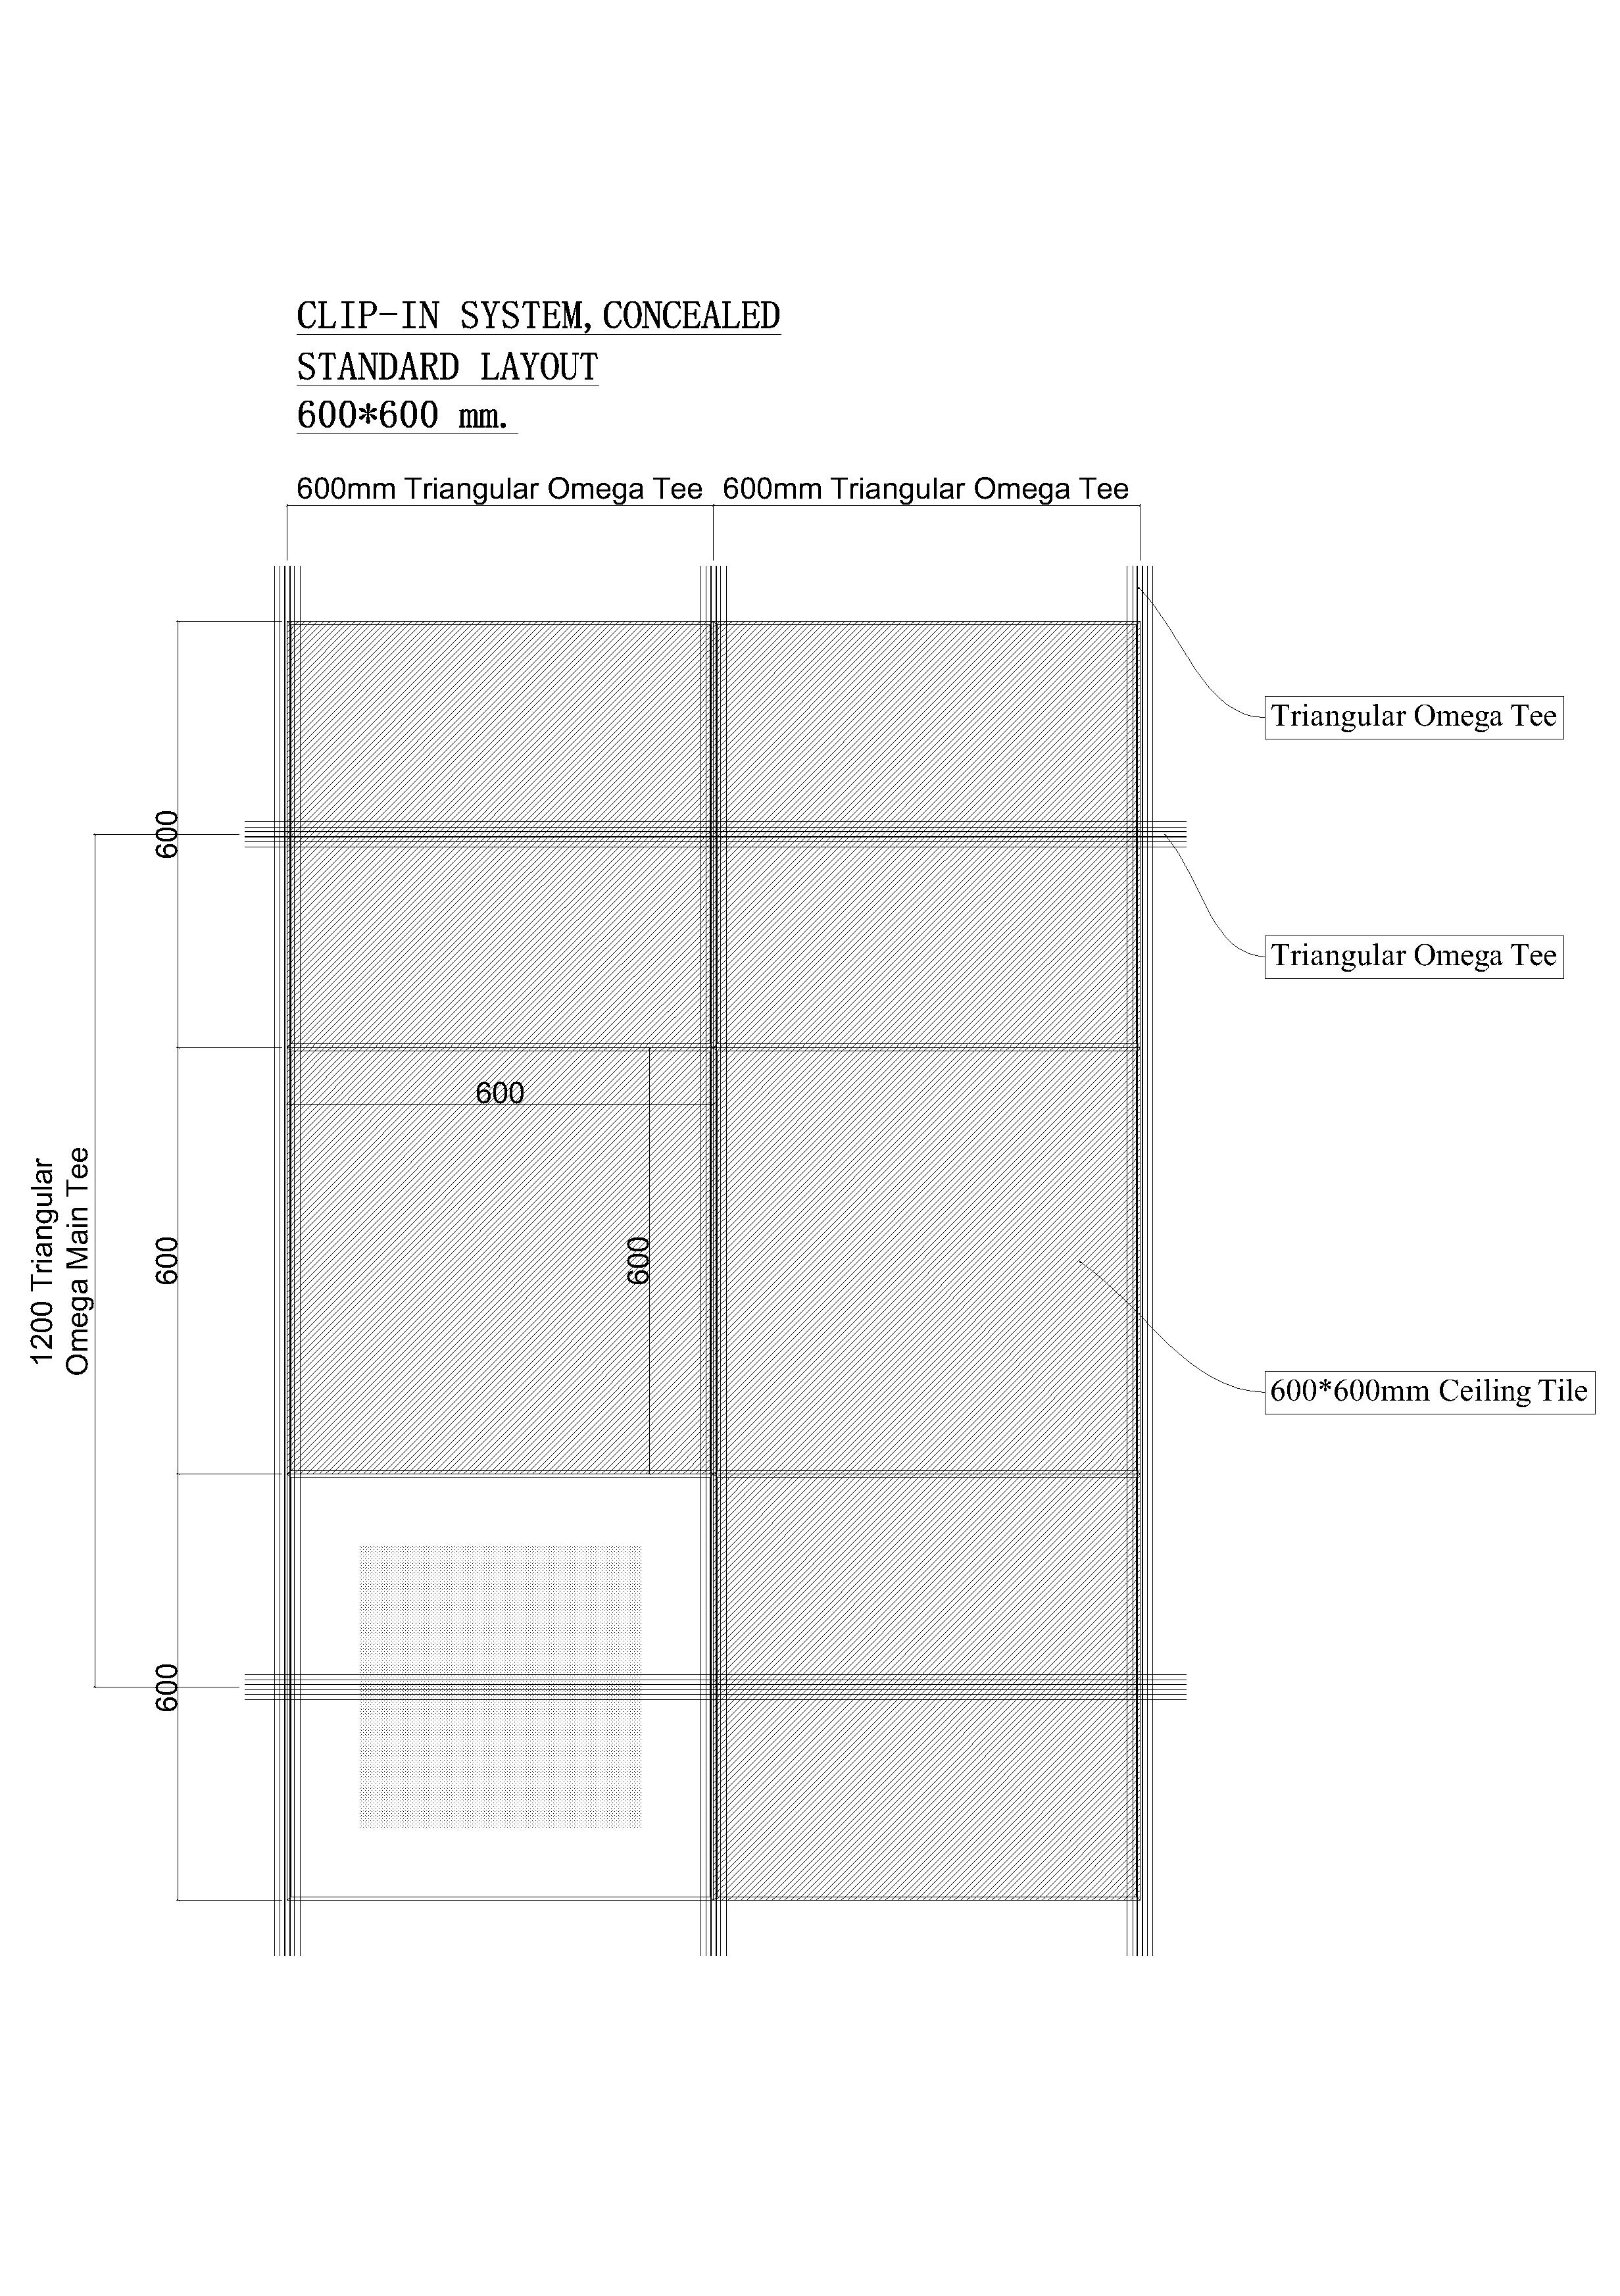 CLIP-IN SYSTEM, CONCEALED
STANDARD LAYOUT
600*600 mm.
600mm Triangular Omega Tee
600mm Triangular Omega Tee
Triangular Omega Tee
600
Triangular Omega Tee
600
1200 Triangular
Omega Main Tee
600
600
600*600mm Ceiling Tile
600